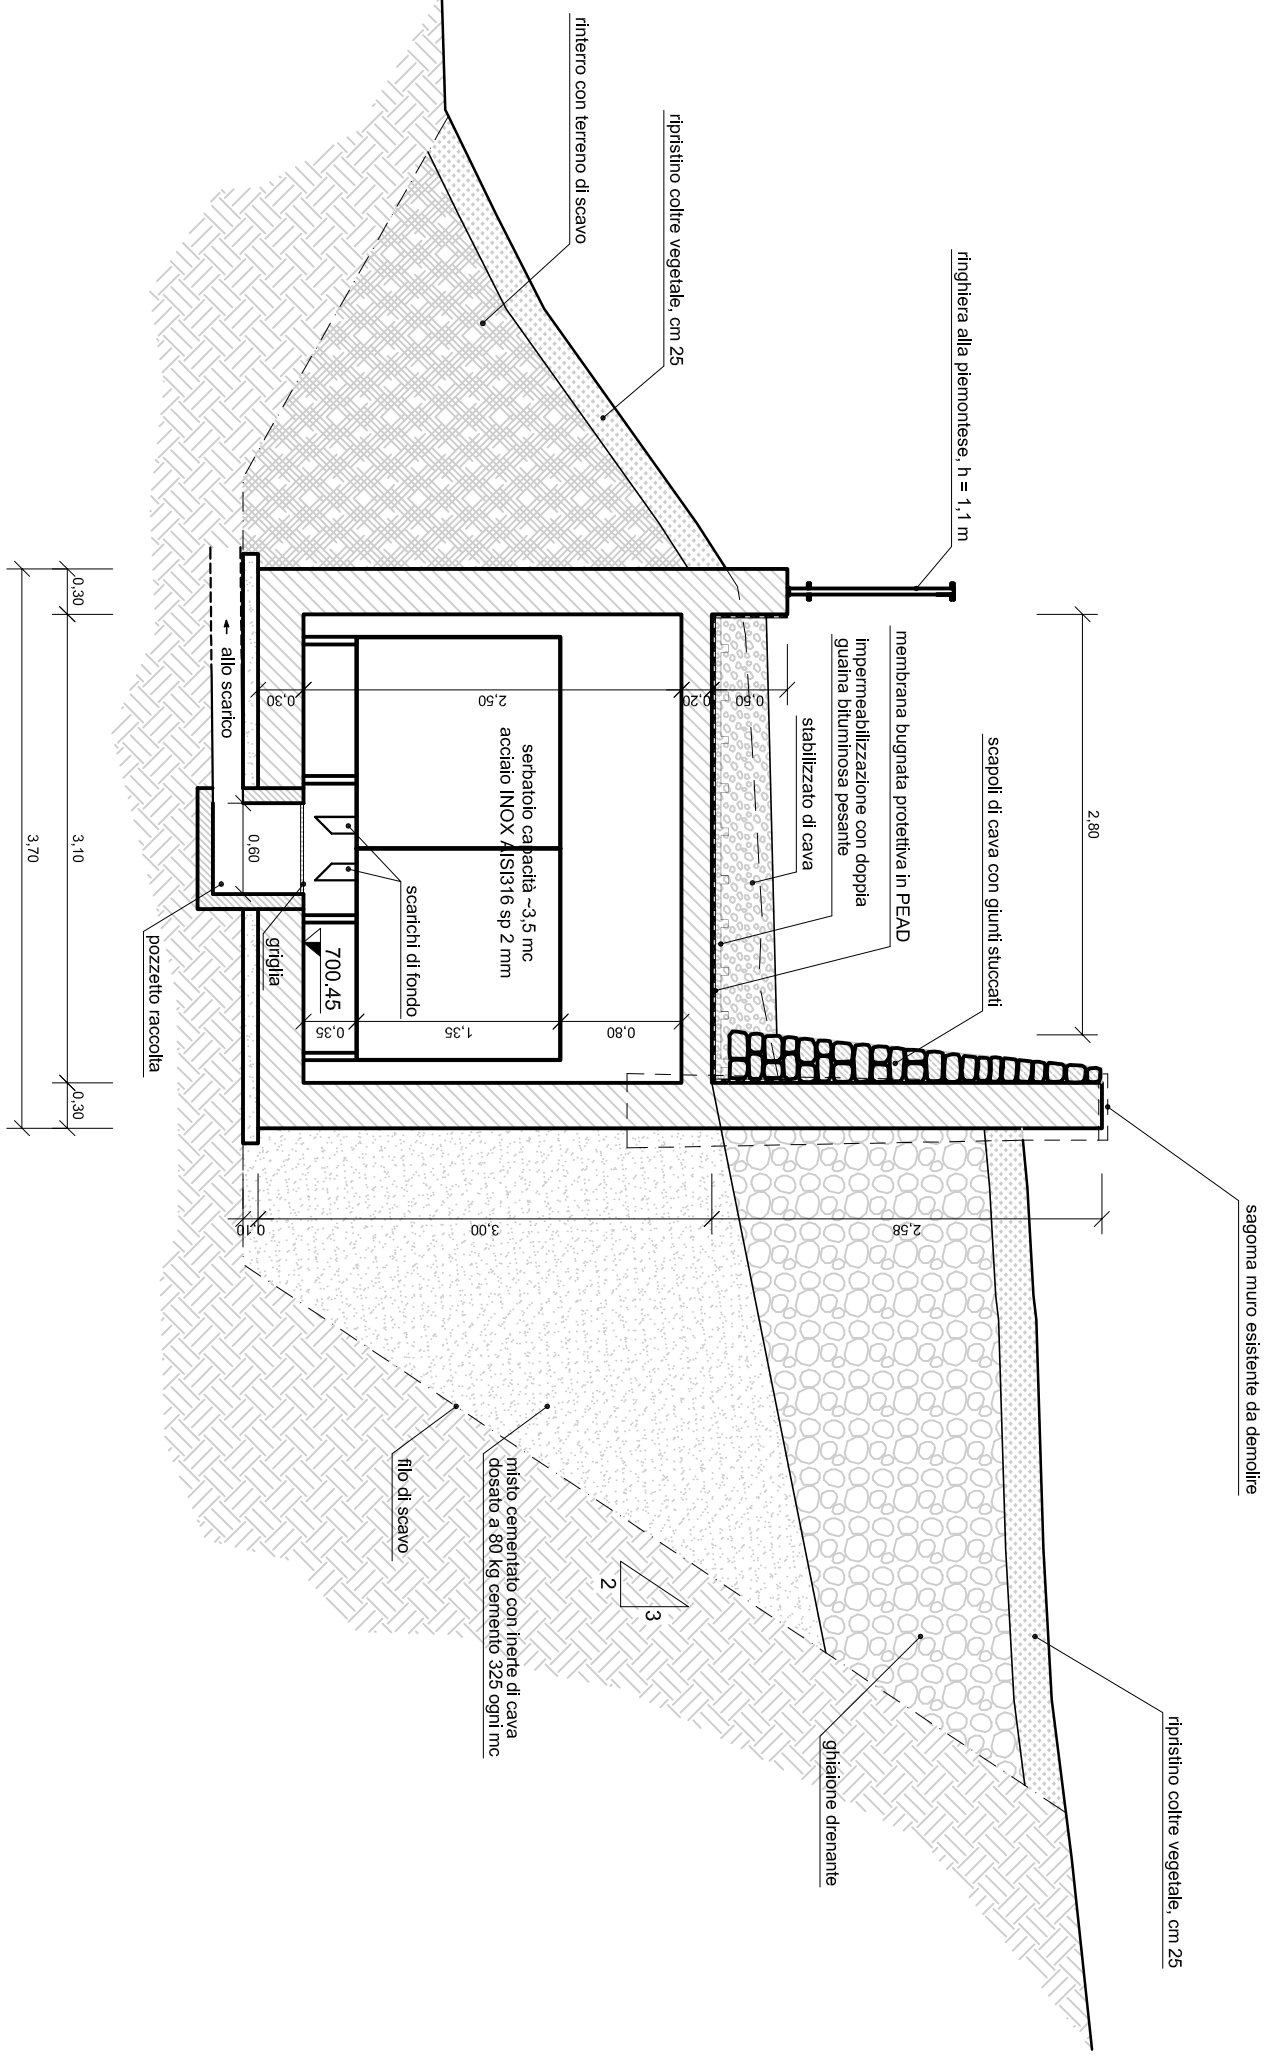 sagoma muro esistente da demolire
ripristino coltre vegetale, cm 25
ringhiera alla piemontese, h = 1,1 m
2,80
scapoli di cava con giunti stuccati
membrana bugnata protettiva in PEAD
impermeabilizzazione con doppia
guaina bituminosa pesante
stabilizzato di cava
ghiaione drenante
ripristino coltre vegetale, cm 25
rinterro con terreno di scavo
0,50
0,20
2,50
0,30
2,58
3,00
0,10
serbatoio capacità ~3,5 mc
acciaio INOX AISI316 sp 2 mm
0,80
1,35
0,35
3
2
misto cementato con inerte di cava
dosato a 80 kg cemento 325 ogni mc
scarichi di fondo
filo di scavo
700.45
griglia
0,60
allo scarico
pozzetto raccolta
0,30
3,10
0,30
3,70